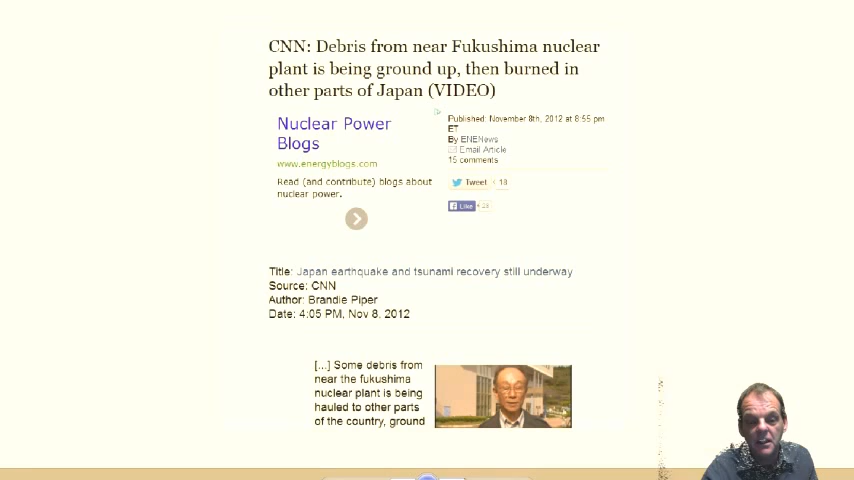 CNN: Debris from near Fukushima nuclear
plant is being ground up, then burned in
other parts of Japan (VIDEO)
Nuclear Power
Blogs
www.energyblogs.com
Read (and contribute) blogs about
nuclear power.
Published: November 8th, 2012 at 8:55 pm
ET
By ENENews
Email Article
15 comments
Tweet 18
Like 23
Title: Japan earthquake and tsunami recovery still underway
Source: CNN
Author: Brandie Piper
Date: 4:05 PM, Nov 8, 2012
[...] Some debris from
near the fukushima
nuclear plant is being
hauled to other parts
of the country, ground